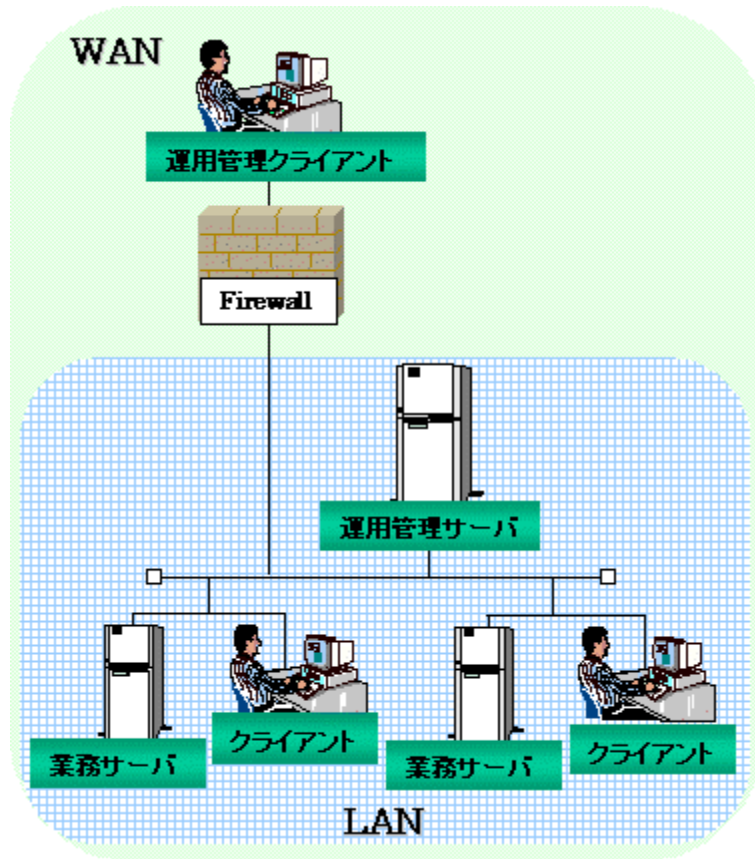 WAN
運用管理クライアント
Firewall
運用管理サーバ
業務サーバ
クライアント
業務サーバ
クライアント
LAN